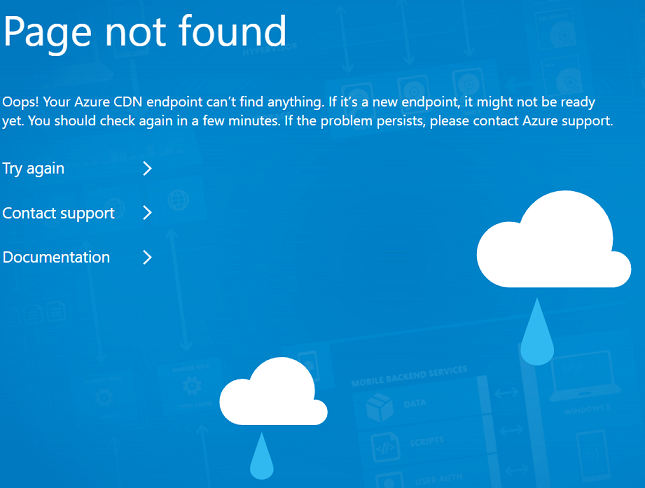 Page not found
Oops! Your Azure CDN endpoint can't find anything. If it's a new endpoint, it might not be ready
yet. You should check again in a few minutes. If the problem persists, please contact Azure support.
Try again
Contact support
Documentation
MOBILE BACKEND SERVICES
DATA
SCRIPTS
USER AUTH